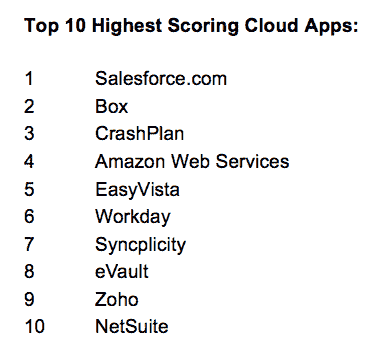 Top 10 Highest Scoring Cloud Apps:
1 Salesforce.com
2 Box
3 CrashPlan
4 Amazon Web Services
5 EasyVista
6 Workday
7 Syncplicity
8 eVault
9 Zoho
10 NetSuite